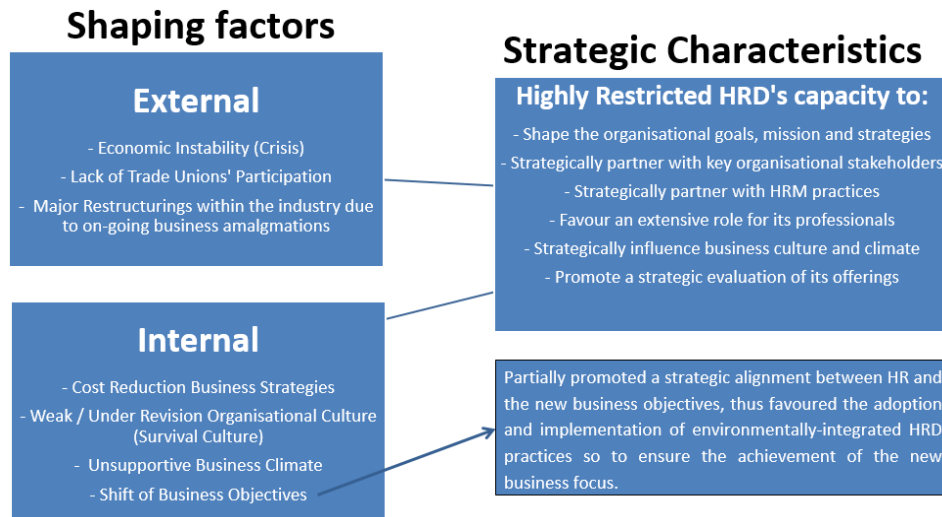 Shaping factors
External
- Economic Instability (Crisis)
- Lack of Trade Unions' Participation
- Major Restructurings within the industry due
to on-going business amalgmations
Internal
- Cost Reduction Business Strategies
- Weak / Under Revision Organisational Culture
(Survival Culture)
- Unsupportive Business Climate
- Shift of Business Objectives
Strategic Characteristics
Highly Restricted HRD's capacity to:
- Shape the organisational goals, mission and strategies
- Strategically partner with key organisational stakeholders
- Strategically partner with HRM practices
- Favour an extensive role for its professionals
- Strategically influence business culture and climate
- Promote a strategic evaluation of its offerings
Partially promoted a strategic alignment between HR and
the new business objectives, thus favoured the adoption
and implementation of environmentally-integrated HRD
practices so to ensure the achievement of the new
business focus.